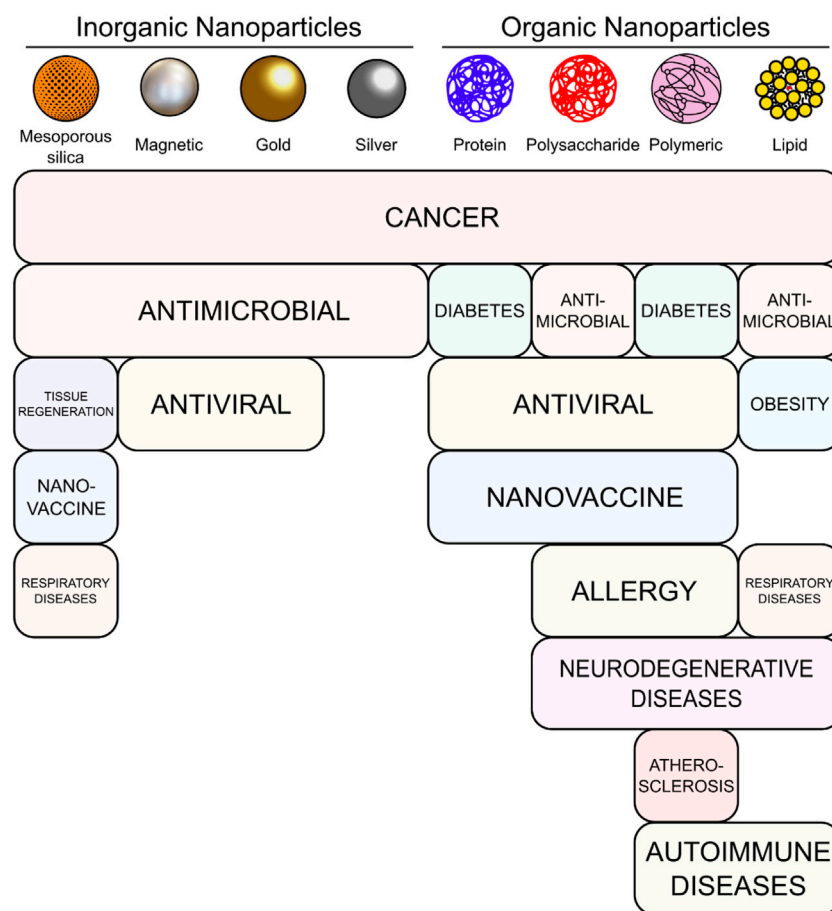 Inorganic Nanoparticles
Organic Nanoparticles
Mesoporous
silica
Magnetic
Gold
Silver
Protein
Polysaccharide
Polymeric
Lipid
CANCER
ANTIMICROBIAL
DIABETES
ANTI-
MICROBIAL
DIABETES
ANTI-
MICROBIAL
TISSUE
REGENERATION
ANTIVIRAL
ANTIVIRAL
OBESITY
NANO-
VACCINE
NANOVACCINE
RESPIRATORY
DISEASES
ALLERGY
RESPIRATORY
DISEASES
NEURODEGENERATIVE
DISEASES
ATHERO-
SCLEROSIS
AUTOIMMUNE
DISEASES